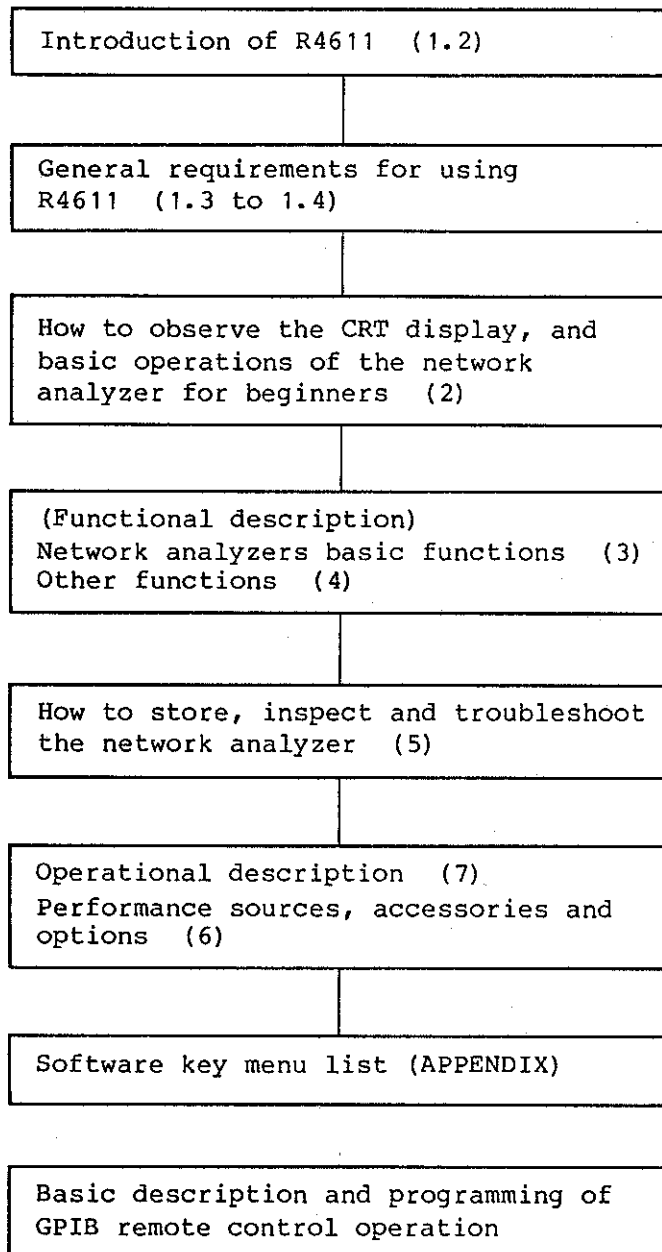 Introduction of R4611 (1.2)
General requirements for using
R4611 (1.3 to 1.4)
How to observe the CRT display, and
basic operations of the network
analyzer for beginners (2)
(Functional description)
Network analyzers basic functions (3)
Other functions (4)
How to store, inspect and troubleshoot
the network analyzer (5)
Operational description (7)
Performance sources, accessories and
options (6)
Software key menu list (APPENDIX)
Basic description and programming of
GPIB remote control operation